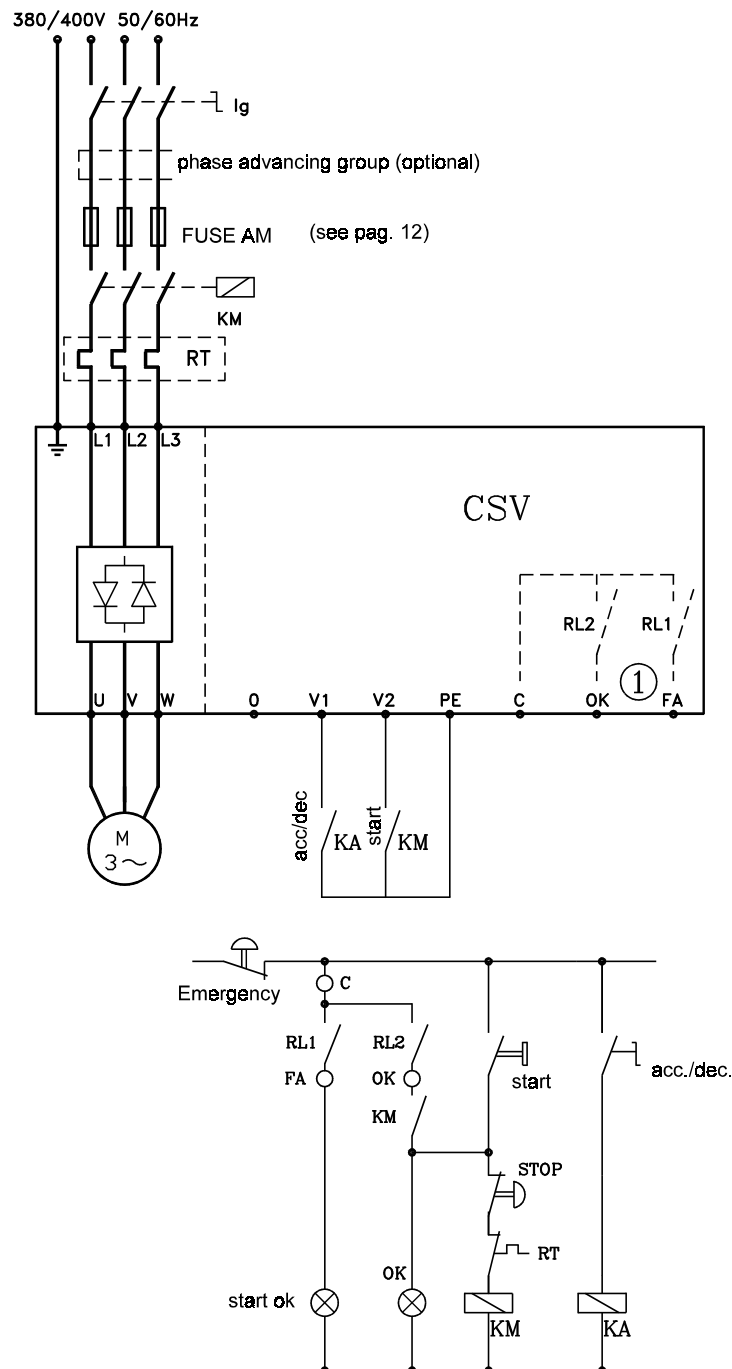 380/400V 50/60Hz
Ig
phase advancing group (optional)
FUSE AM (see pag. 12)
KM
RT
L1 L2 L3
CSV
RL2 RL1
1
U V W 0 V1 V2 PE C OK FA
acc/dec KA start KM
M
3~
Emergency
C
RL1 RL2
FA OK start acc./dec.
KM
STOP
RT
OK
start ok
KM KA